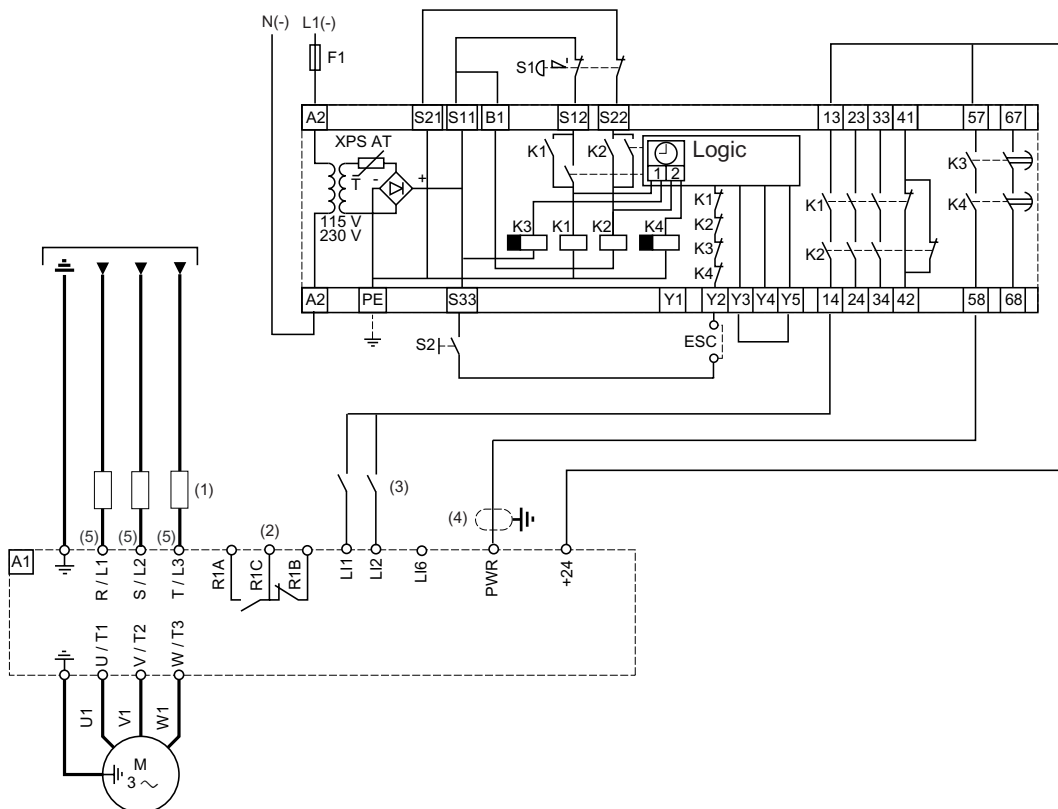 N(-) L1(-)
F1
S1
A2 S21 S11 B1 S12 S22 13 23 33 41 57 67
XPS AT
T
-
+
115 V
230 V
K1
K2
Logic
1 2
K3
K4
K1
K2
K3
K4
K3 K1 K2 K4
K1
K2
A2 PE S33 Y1 Y2 Y3 Y4 Y5 14 24 34 42 58 68
S2
ESC
(1)
(3)
(4)
(5) (5) (5)
(2)
A1
R / L1
S / L2
T / L3
R1A
R1C
R1B
LI1
LI2
LI6
PWR
+24
U / T1
V / T2
W / T3
U1
V1
W1
M
3 ~